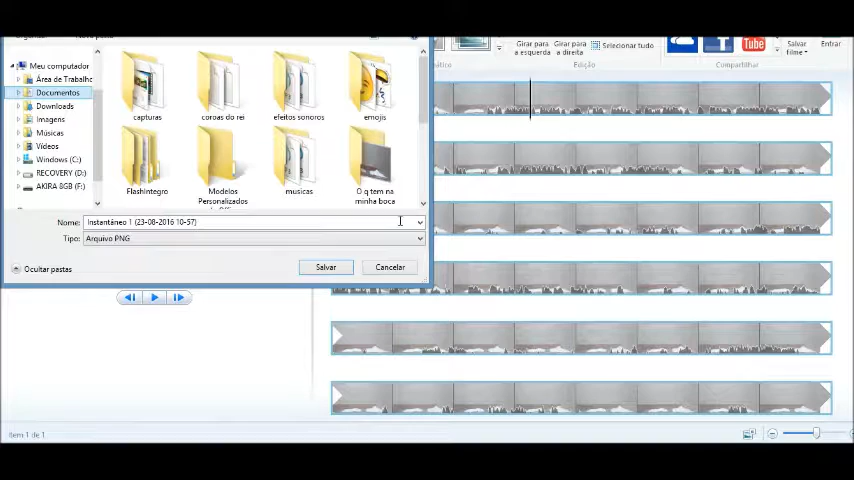 Girar para a esquerda
Girar para a direita
Selecionar tudo
Salvar filme
Entrar
Edição
Compartilhar
You Tube
Meu computador
Área de Trabalho
Documentos
Downloads
Imagens
Músicas
Vídeos
Windows (C:)
RECOVERY (D:)
AKIRA 8GB (F:)
capturas
coroas do rei
efeitos sonoros
emojis
FlashIntegro
Modelos Personalizados
musicas
O q tem na minha boca
Nome: Instantâneo 1 (23-08-2016 10-57)
Tipo: Arquivo PNG
Ocultar pastas
Salvar
Cancelar
Item 1 de 1